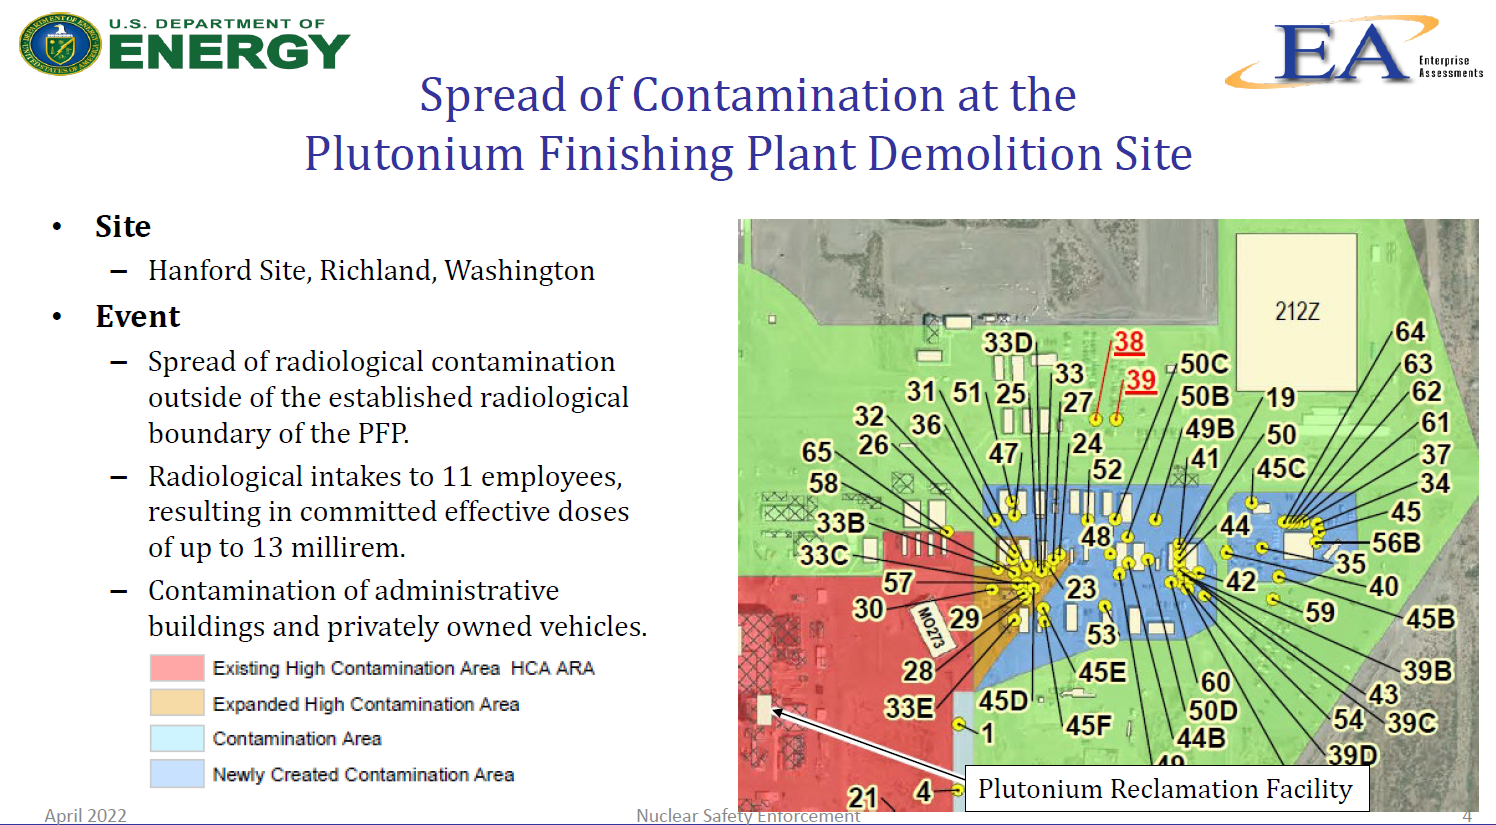 U.S. DEPARTMENT OF
ENERGY
EA
Enterprise
Assessments
Spread of Contamination at the
Plutonium Finishing Plant Demolition Site
• Site
– Hanford Site, Richland, Washington
• Event
– Spread of radiological contamination
outside of the established radiological
boundary of the PFP.
– Radiological intakes to 11 employees,
resulting in committed effective doses
of up to 13 millirem.
– Contamination of administrative
buildings and privately owned vehicles.
Existing High Contamination Area HCA ARA
Expanded High Contamination Area
Contamination Area
Newly Created Contamination Area
212Z
64
33D
38
50C
63
33
39
62
31
51
25
27
50B
19
32
36
49B
50
61
26
47
24
41
37
65
52
45C
34
58
45
33B
48
44
56B
33C
35
57
23
42
40
30
29
MO273
59
45B
53
28
45E
60
39B
33E
45D
50D
43
1
45F
44B
54
39C
39D
49
4
21
Plutonium Reclamation Facility
April 2022
Nuclear Safety Enforcement
4